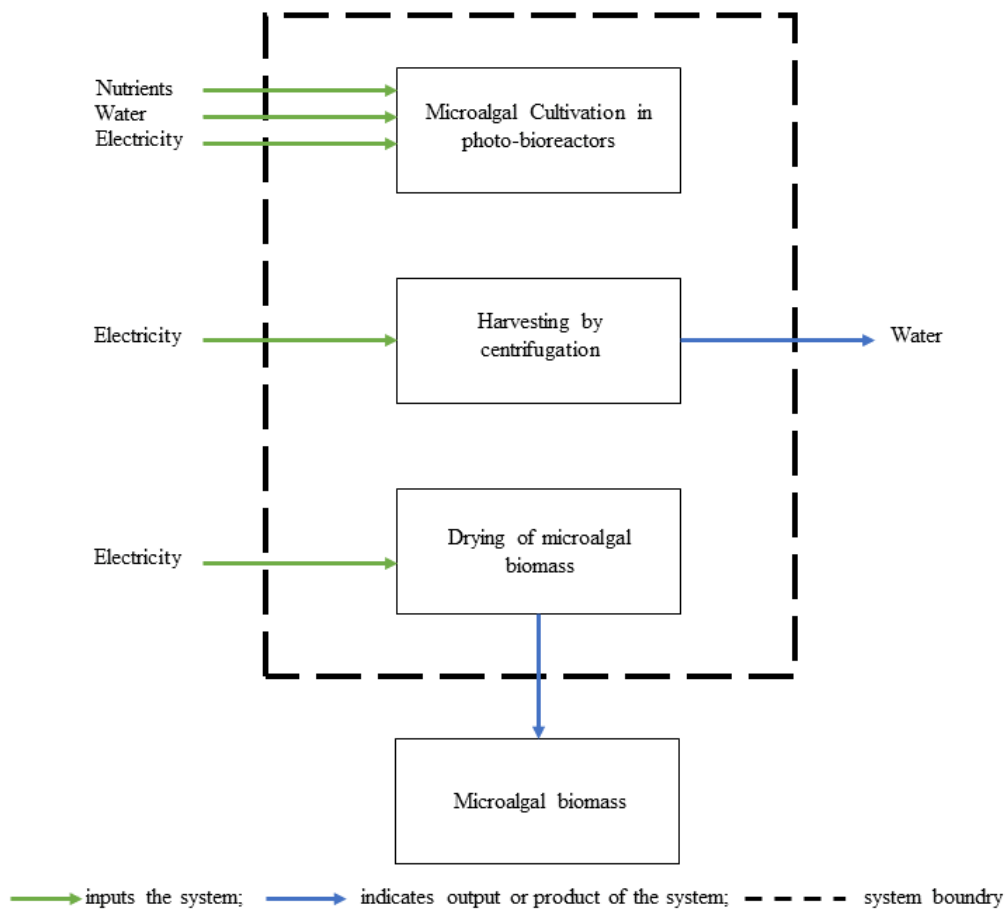 Nutrients
Water
Electricity
Microalgal Cultivation in
photo-bioreactors
Electricity
Harvesting by
centrifugation
Water
Electricity
Drying of microalgal
biomass
Microalgal biomass
inputs the system; indicates output or product of the system; system boundry